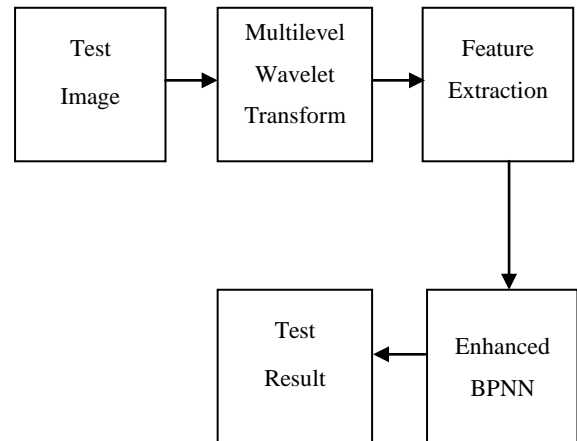 Test
Image
Multilevel
Wavelet
Transform
Feature
Extraction
Test
Result
Enhanced
BPNN